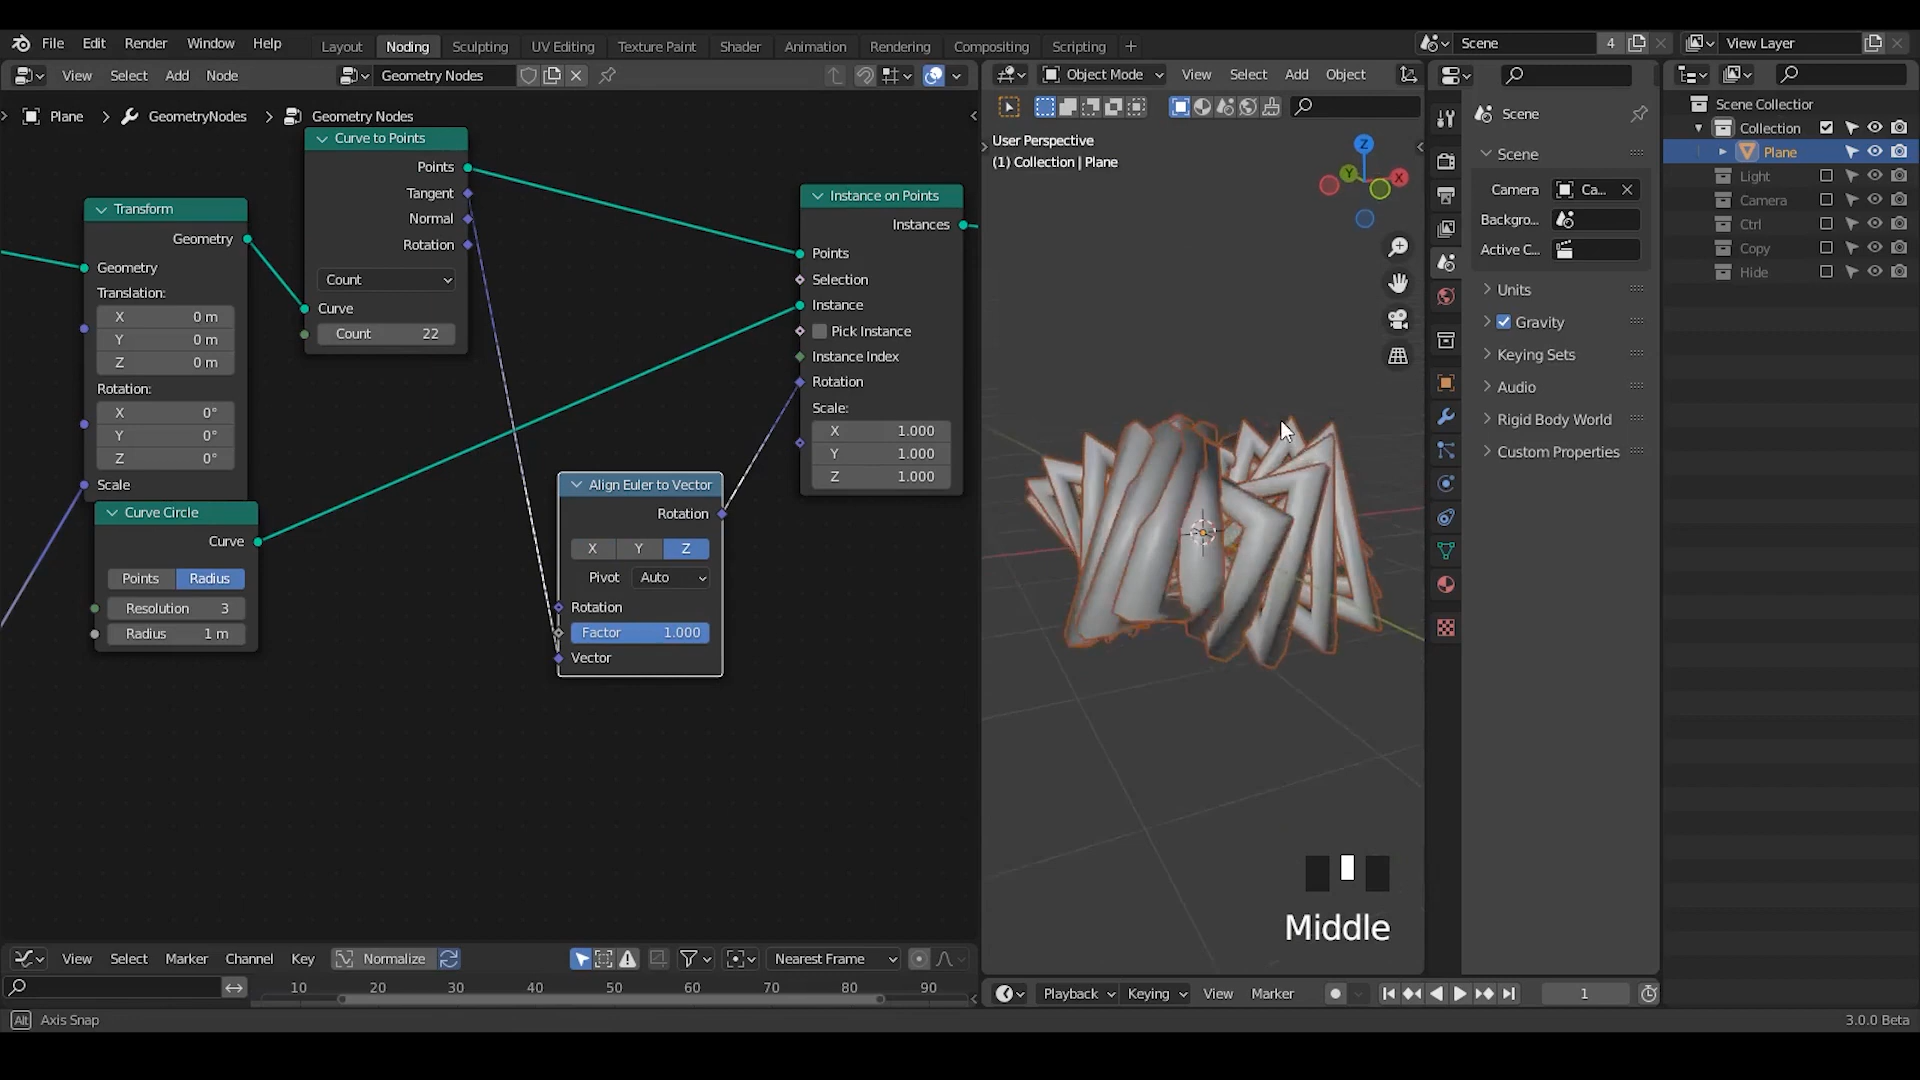 File Edit Render Window Help Layout Noding Sculpting UV Editing Texture Paint Shader Animation Rendering Compositing Scripting + Scene 4 View Layer
View Select Add Node Geometry Nodes Object Mode View Select Add Object
Plane > GeometryNodes > Geometry Nodes
Curve to Points
Points
Tangent
Normal
Rotation
Count
Curve
Count 22
Transform
Geometry
Geometry
Translation:
X 0 m
Y 0 m
Z 0 m
Rotation:
X 0°
Y 0°
Z 0°
Scale
Curve Circle
Curve
Points Radius
Resolution 3
Radius 1 m
Align Euler to Vector
Rotation
X Y Z
Pivot Auto
Rotation
Factor 1.000
Vector
Instance on Points
Instances
Points
Selection
Instance
Pick Instance
Instance Index
Rotation
Scale:
X 1.000
Y 1.000
Z 1.000
User Perspective
(1) Collection | Plane
Z
Y
X
Middle
Scene
Scene
Camera Ca...
Backgro...
Active C...
Units
Gravity
Keying Sets
Audio
Rigid Body World
Custom Properties
Scene Collection
Collection
Plane
Light
Camera
Ctrl
Copy
Hide
View Select Marker Channel Key Normalize Nearest Frame
10 20 30 40 50 60 70 80 90
Playback Keying View Marker 1
Alt Axis Snap
3.0.0 Beta